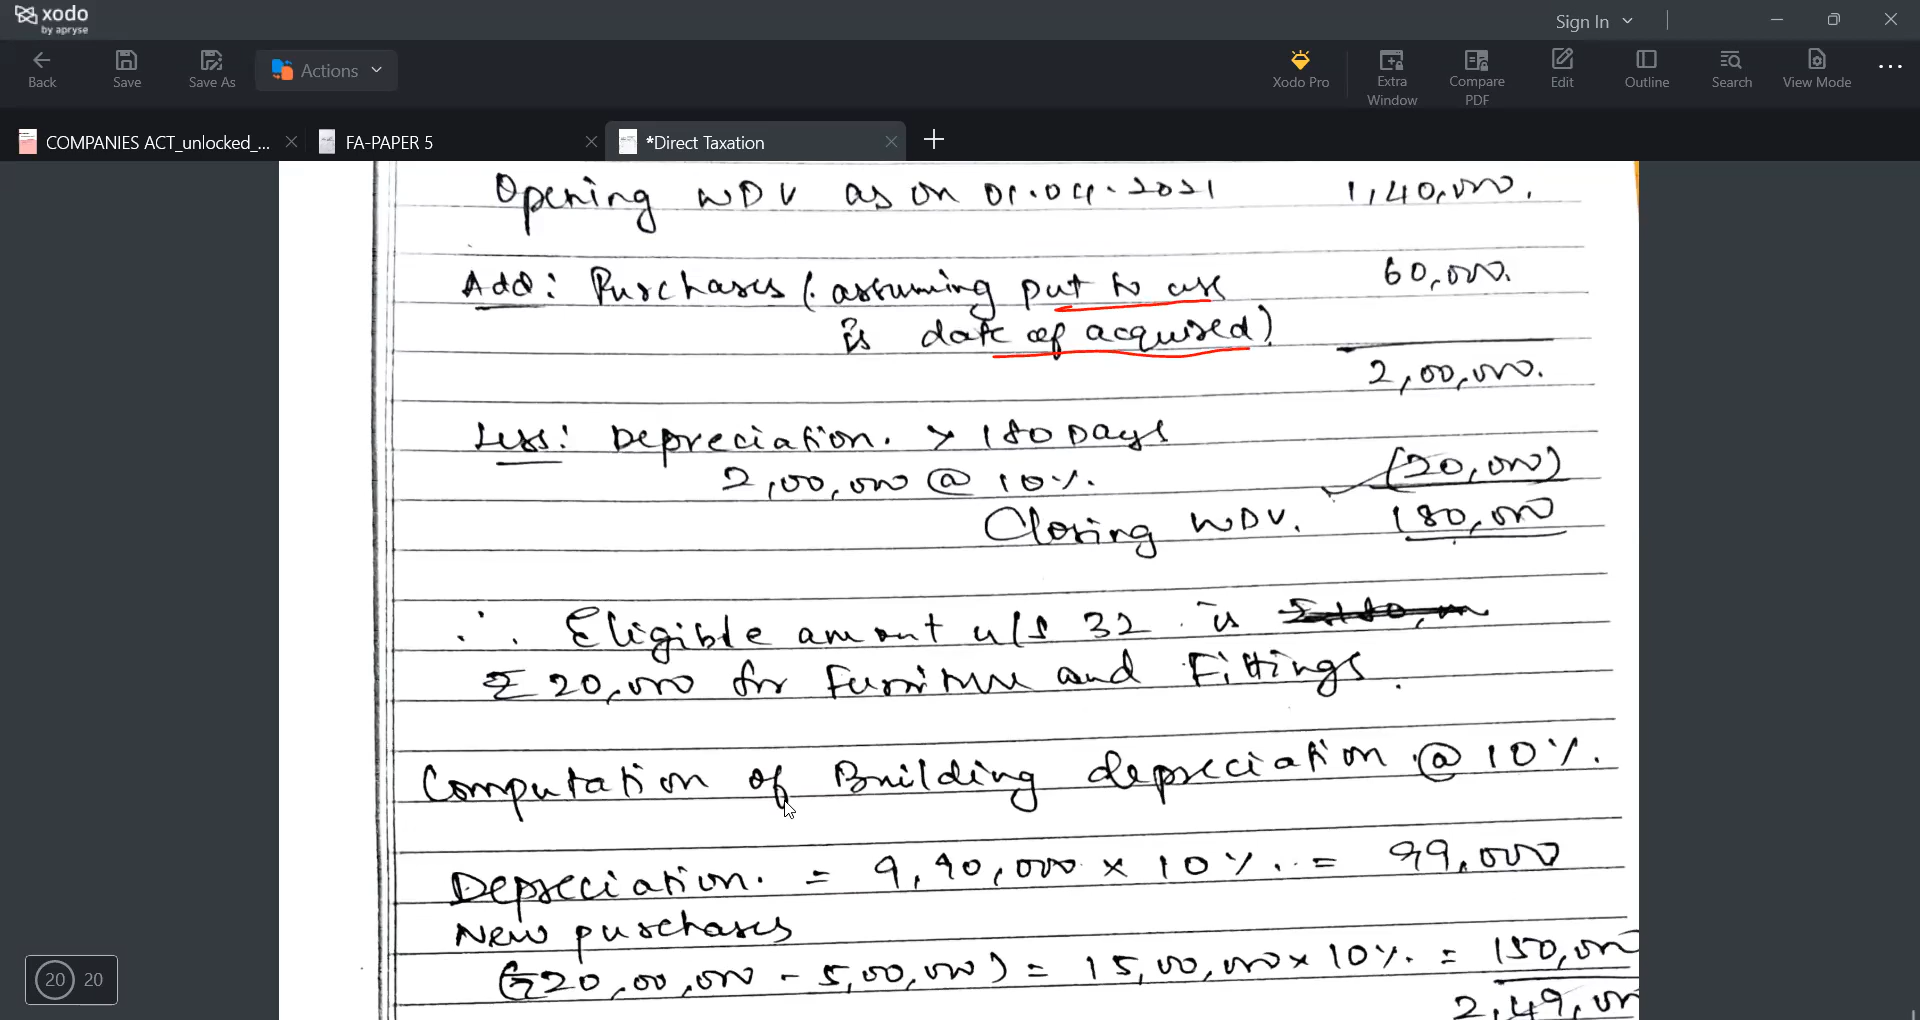 xodo
by apryse
Sign In
Back
Save
Save As
Actions
Xodo Pro
Extra Window
Compare PDF
Edit
Outline
Search
View Mode
COMPANIES ACT_unlocked_...
FA-PAPER 5
*Direct Taxation
Opening WDV as on 01.04.2021 1,40,000.
Add: Purchases (assuming put to use 60,000.
is date of acquired)
2,00,000.
Less: Depreciation. > 180 Days
2,00,000 @ 10%. (20,000)
Closing WDV. 180,000
∴ Eligible amount u/s 32 is
₹ 20,000 for Furniture and Fittings.
Computation of Building depreciation @ 10%.
Depreciation. = 9,90,000 × 10%. = 99,000
New purchases
(₹20,00,000 - 5,00,000) = 15,00,000 × 10%. = 150,000
2,49,00
20 20